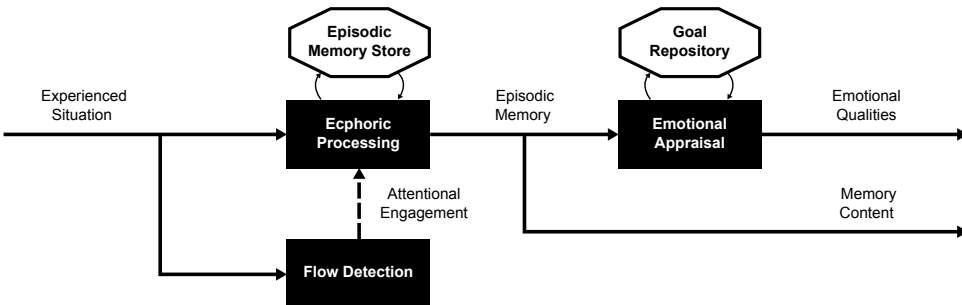 Episodic
Memory Store
Goal
Repository
Experienced
Situation
Ecphoric
Processing
Episodic
Memory
Emotional
Appraisal
Emotional
Qualities
Attentional
Engagement
Memory
Content
Flow Detection